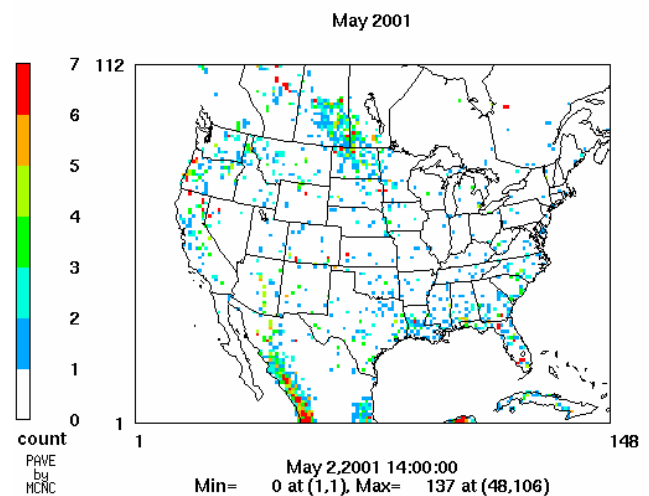 May 2001
7
6
5
4
3
2
1
0
count
PAVE
by
MCNC
112
1
1
148
May 2,2001 14:00:00
Min= 0 at (1,1), Max= 137 at (48,106)